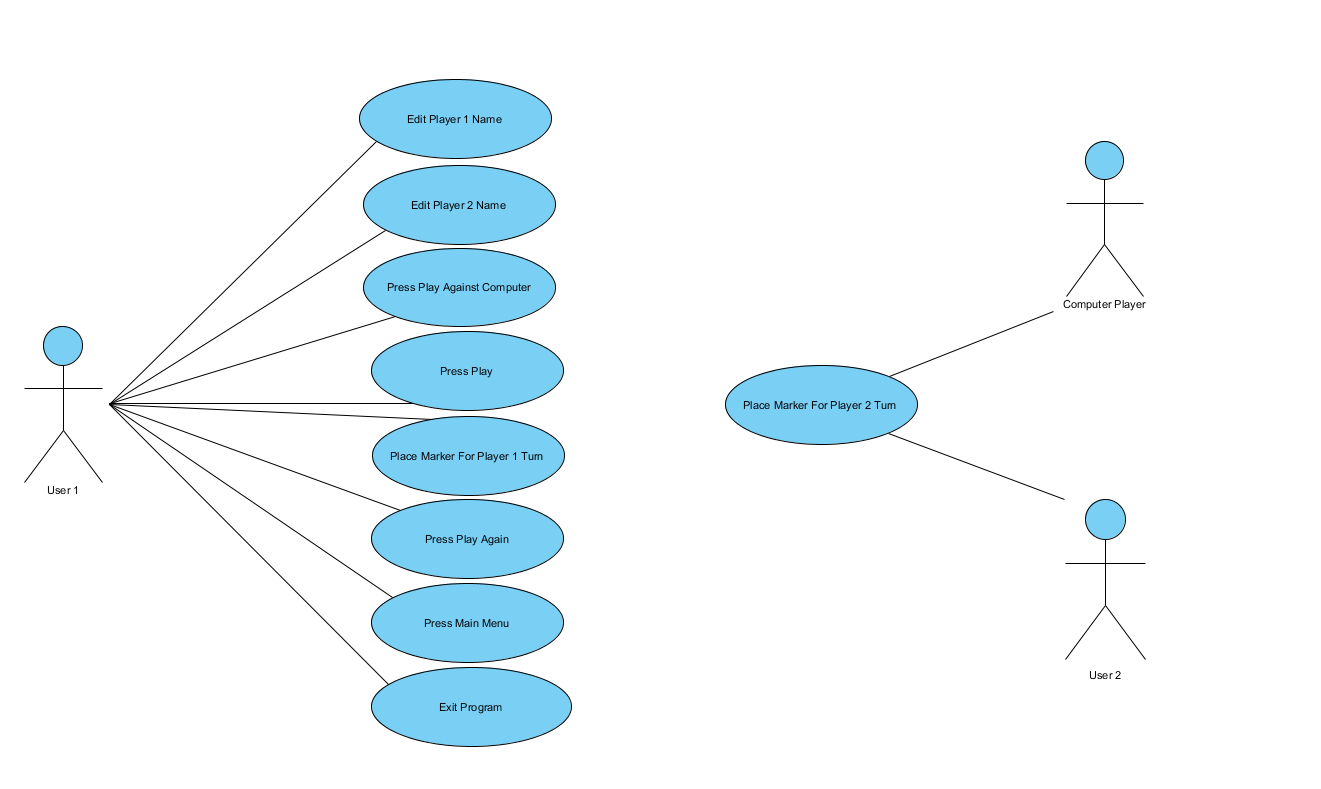 Edit Player 1 Name
Edit Player 2 Name
Press Play Against Computer
Press Play
Place Marker For Player 1 Turn
Press Play Again
Press Main Menu
Exit Program
User 1
Place Marker For Player 2 Turn
Computer Player
User 2